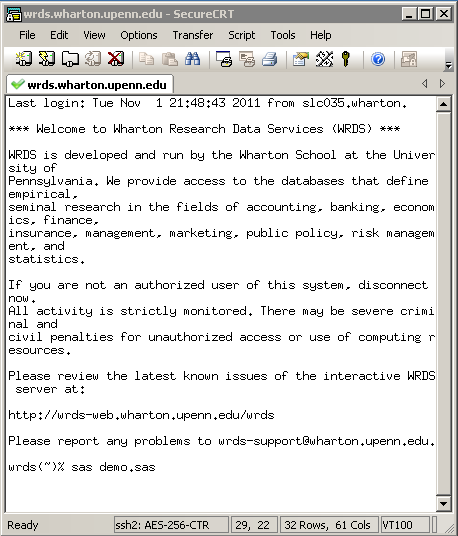 wrds.wharton.upenn.edu - SecureCRT
File Edit View Options Transfer Script Tools Help
wrds.wharton.upenn.edu
Last login: Tue Nov  1 21:48:43 2011 from slc035.wharton.
*** Welcome to Wharton Research Data Services (WRDS) ***
WRDS is developed and run by the Wharton School at the Univer
sity of
Pennsylvania. We provide access to the databases that define
empirical,
seminal research in the fields of accounting, banking, econom
ics, finance,
insurance, management, marketing, public policy, risk managem
ent, and
statistics.
If you are not an authorized user of this system, disconnect
now.
All activity is strictly monitored. There may be severe crimi
nal and
civil penalties for unauthorized access or use of computing r
esources.
Please review the latest known issues of the interactive WRDS
 server at:
http://wrds-web.wharton.upenn.edu/wrds
Please report any problems to wrds-support@wharton.upenn.edu.
wrds(~)% sas demo.sas
Ready ssh2: AES-256-CTR 29, 22 32 Rows, 61 Cols VT100